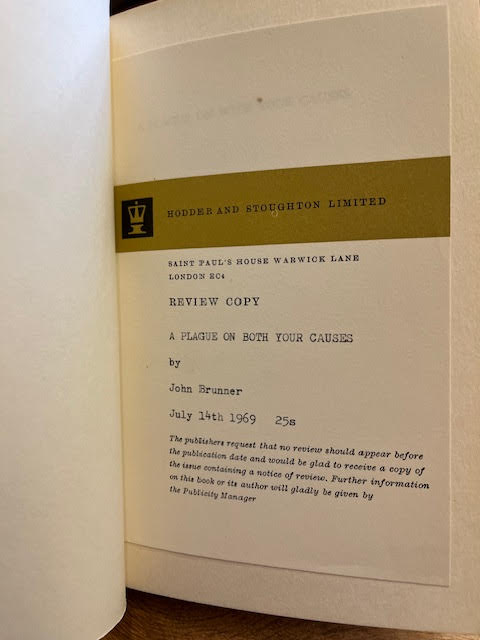 HODDER AND STOUGHTON LIMITED
SAINT PAUL'S HOUSE WARWICK LANE
LONDON EC4
REVIEW COPY
A PLAGUE ON BOTH YOUR CAUSES
by
John Brunner
July 14th 1969 25s
The publishers request that no review should appear before
the publication date and would be glad to receive a copy of
the issue containing a notice of review. Further information
on this book or its author will gladly be given by
the Publicity Manager